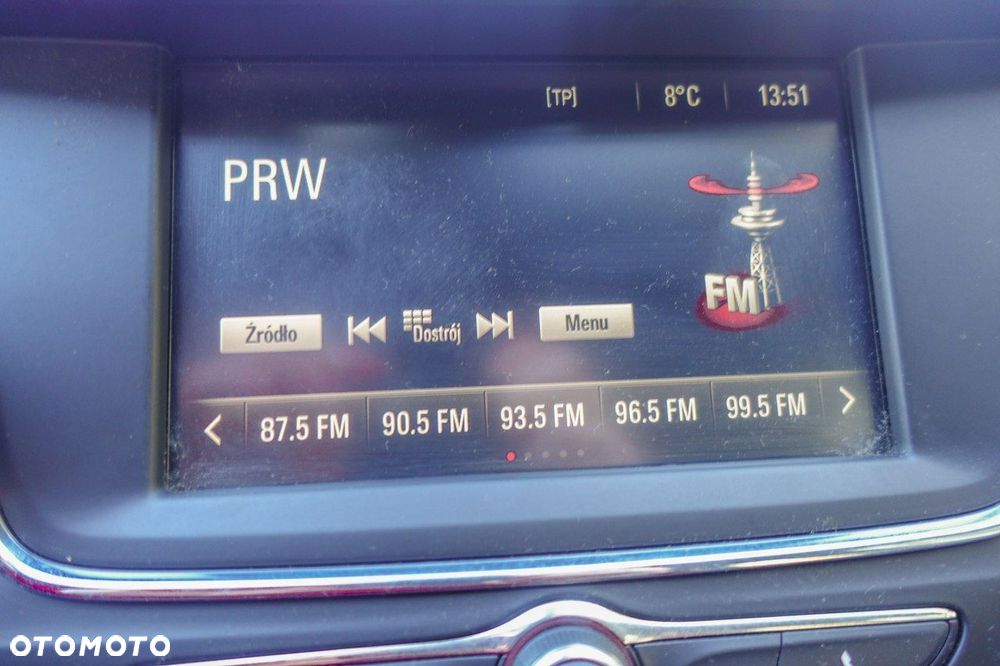 [TP] 8°C 13:51
PRW
FM
Źródło Dostrój Menu
87.5 FM 90.5 FM 93.5 FM 96.5 FM 99.5 FM
OTOMOTO